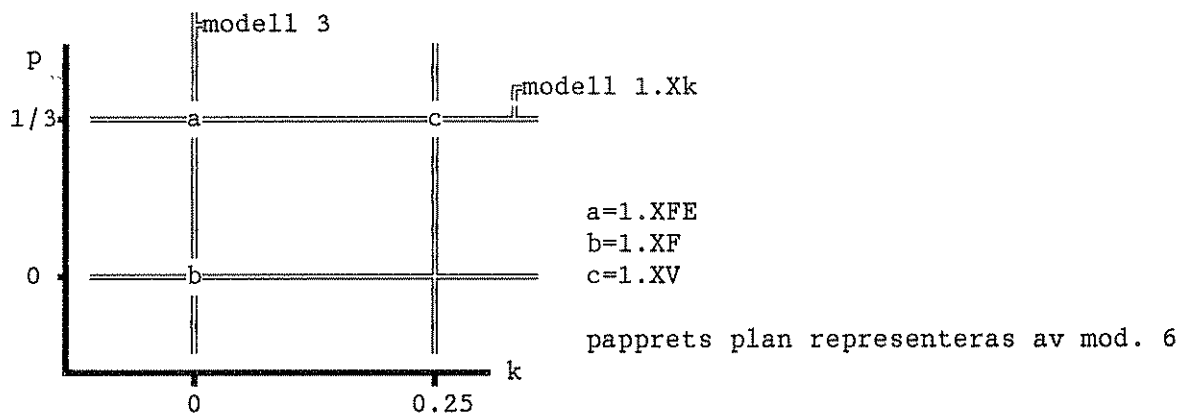 modell 3
p
modell 1.Xk
1/3
a
c
a=1.XFE
b=1.XF
0
b
c=1.XV
papprets plan representeras av mod. 6
k
0
0.25